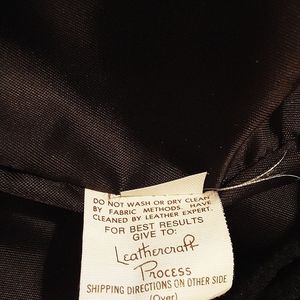 DO NOT WASH OR DRY CLEAN
BY FABRIC METHODS. HAVE
CLEANED BY LEATHER EXPERT.
FOR BEST RESULTS
GIVE TO:
Leathercraft
Process
SHIPPING DIRECTIONS ON OTHER SIDE
(Over)